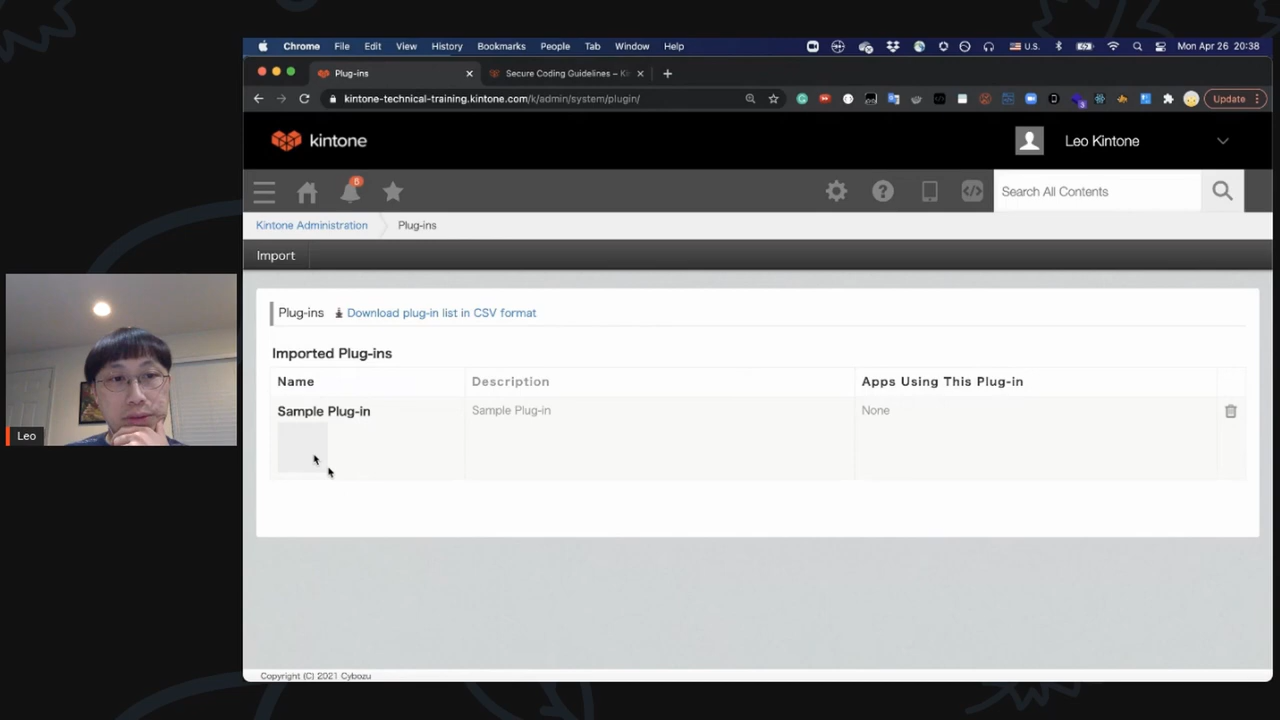 Chrome File Edit View History Bookmarks People Tab Window Help U.S. Mon Apr 26 20:38
Plug-ins
Secure Coding Guidelines – Ki
kintone-technical-training.kintone.com/k/admin/system/plugin/
Update
kintone
Leo Kintone
Search All Contents
Kintone Administration
Plug-ins
Import
Plug-ins
Download plug-in list in CSV format
Imported Plug-ins
Name Description Apps Using This Plug-in
Sample Plug-in Sample Plug-in None
Leo
Copyright (C) 2021 Cybozu